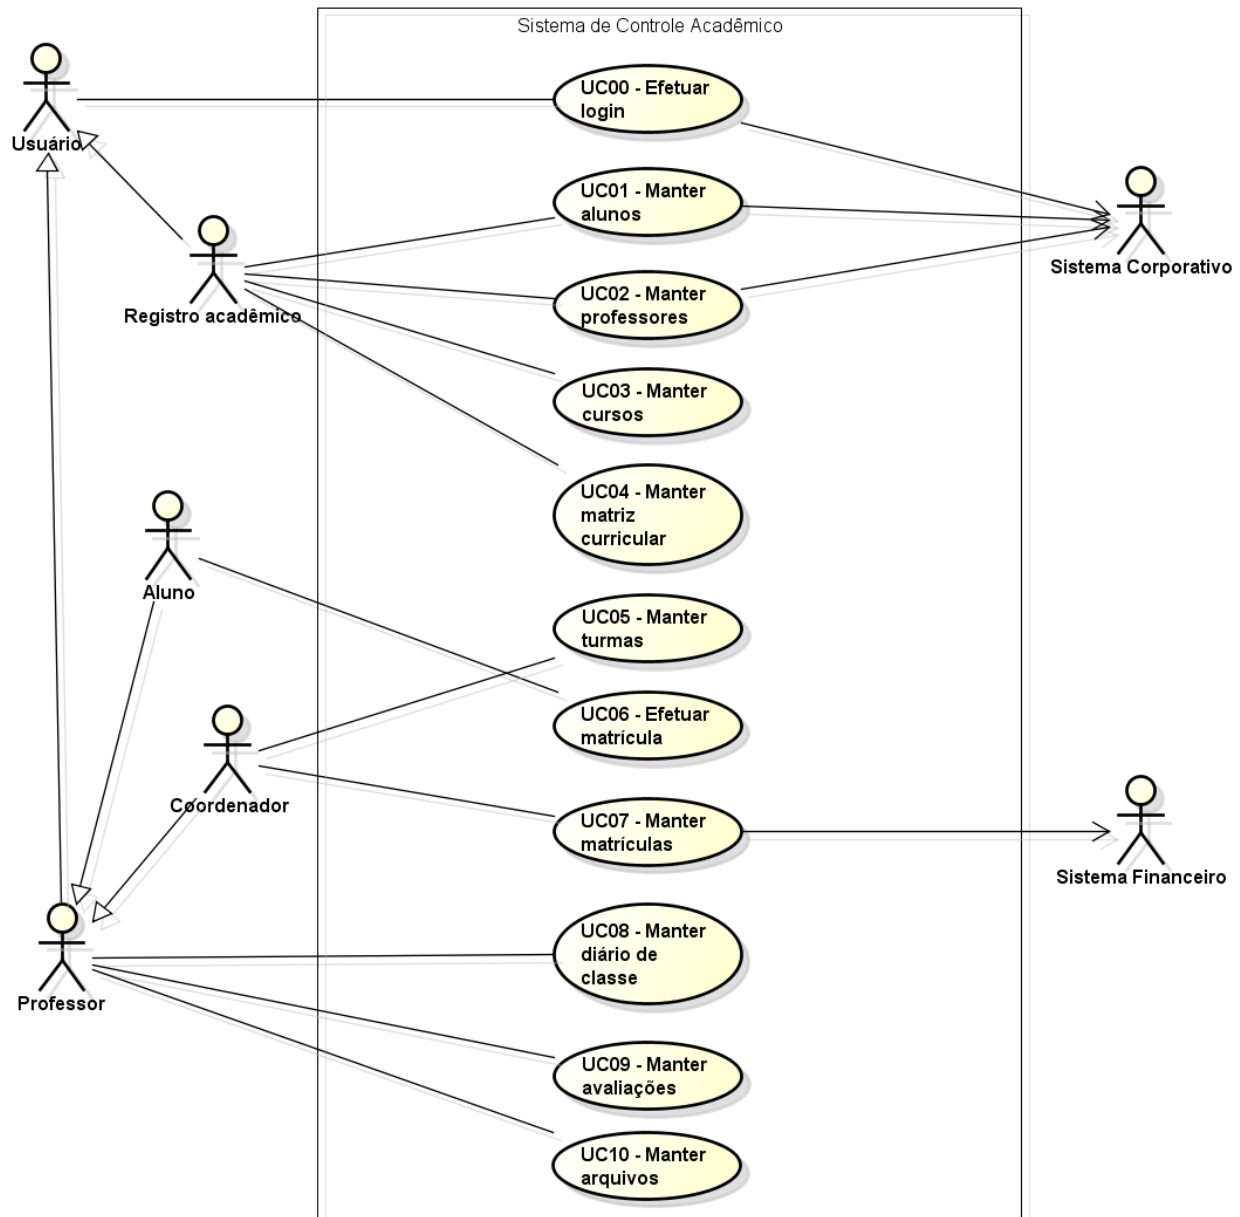 Sistema de Controle Acadêmico
UC00 - Efetuar
login
Usuário
UC01 - Manter
alunos
Sistema Corporativo
Registro acadêmico
UC02 - Manter
professores
UC03 - Manter
cursos
UC04 - Manter
matriz
curricular
Aluno
UC05 - Manter
turmas
UC06 - Efetuar
matrícula
Coordenador
UC07 - Manter
matrículas
Sistema Financeiro
UC08 - Manter
diário de
classe
Professor
UC09 - Manter
avaliações
UC10 - Manter
arquivos